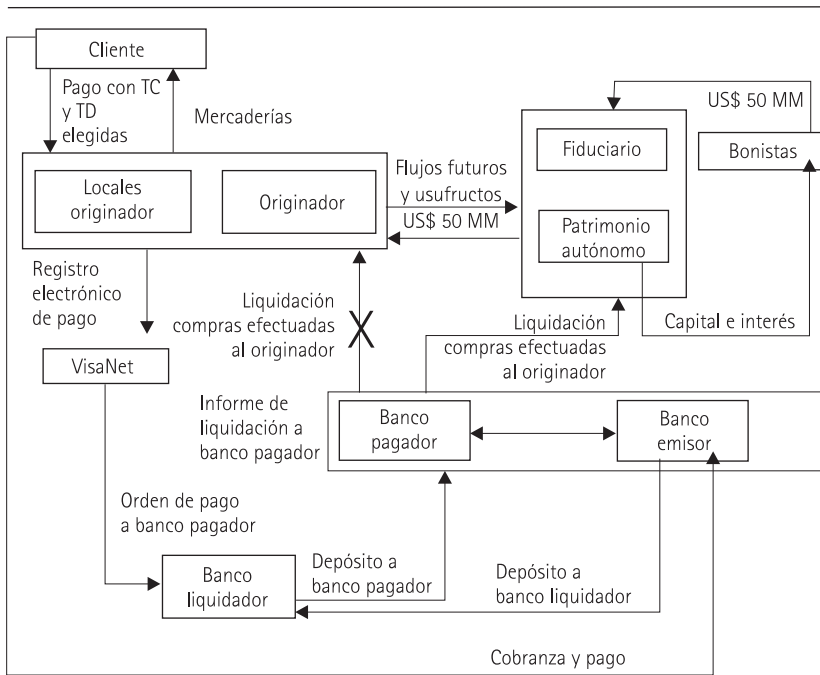 Cliente
Pago con TC
y TD
elegidas
Mercaderías
US$ 50 MM
Fiduciario
Bonistas
Locales
originador
Originador
Flujos futuros
y usufructos
US$ 50 MM
Patrimonio
autónomo
Registro
electrónico
de pago
Liquidación
compras efectuadas
al originador
X
Liquidación
compras efectuadas
al originador
Capital e interés
VisaNet
Informe de
liquidación a
banco pagador
Banco
pagador
Banco
emisor
Orden de pago
a banco pagador
Banco
liquidador
Depósito a
banco pagador
Depósito a
banco liquidador
Cobranza y pago